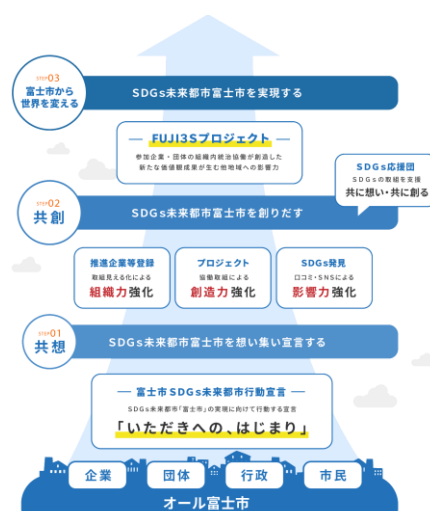 STEP03
富士市から
世界を変える
SDGs未来都市富士市を実現する
FUJI3Sプロジェクト
参加企業・団体の組織内統治協働が創造した
新たな価値観成果が生む他地域への影響力
SDGs応援団
SDGsの取組を支援
共に想い・共に創る
STEP02
共創
SDGs未来都市富士市を創りだす
推進企業等登録
取組見える化による
組織力強化
プロジェクト
協働取組による
創造力強化
SDGs発見
口コミ・SNSによる
影響力強化
STEP01
共想
SDGs未来都市富士市を想い集い宣言する
富士市SDGs未来都市行動宣言
SDGs未来都市「富士市」の実現に向けて行動する宣言
「いただきへの、はじまり」
企業
団体
行政
市民
オール富士市